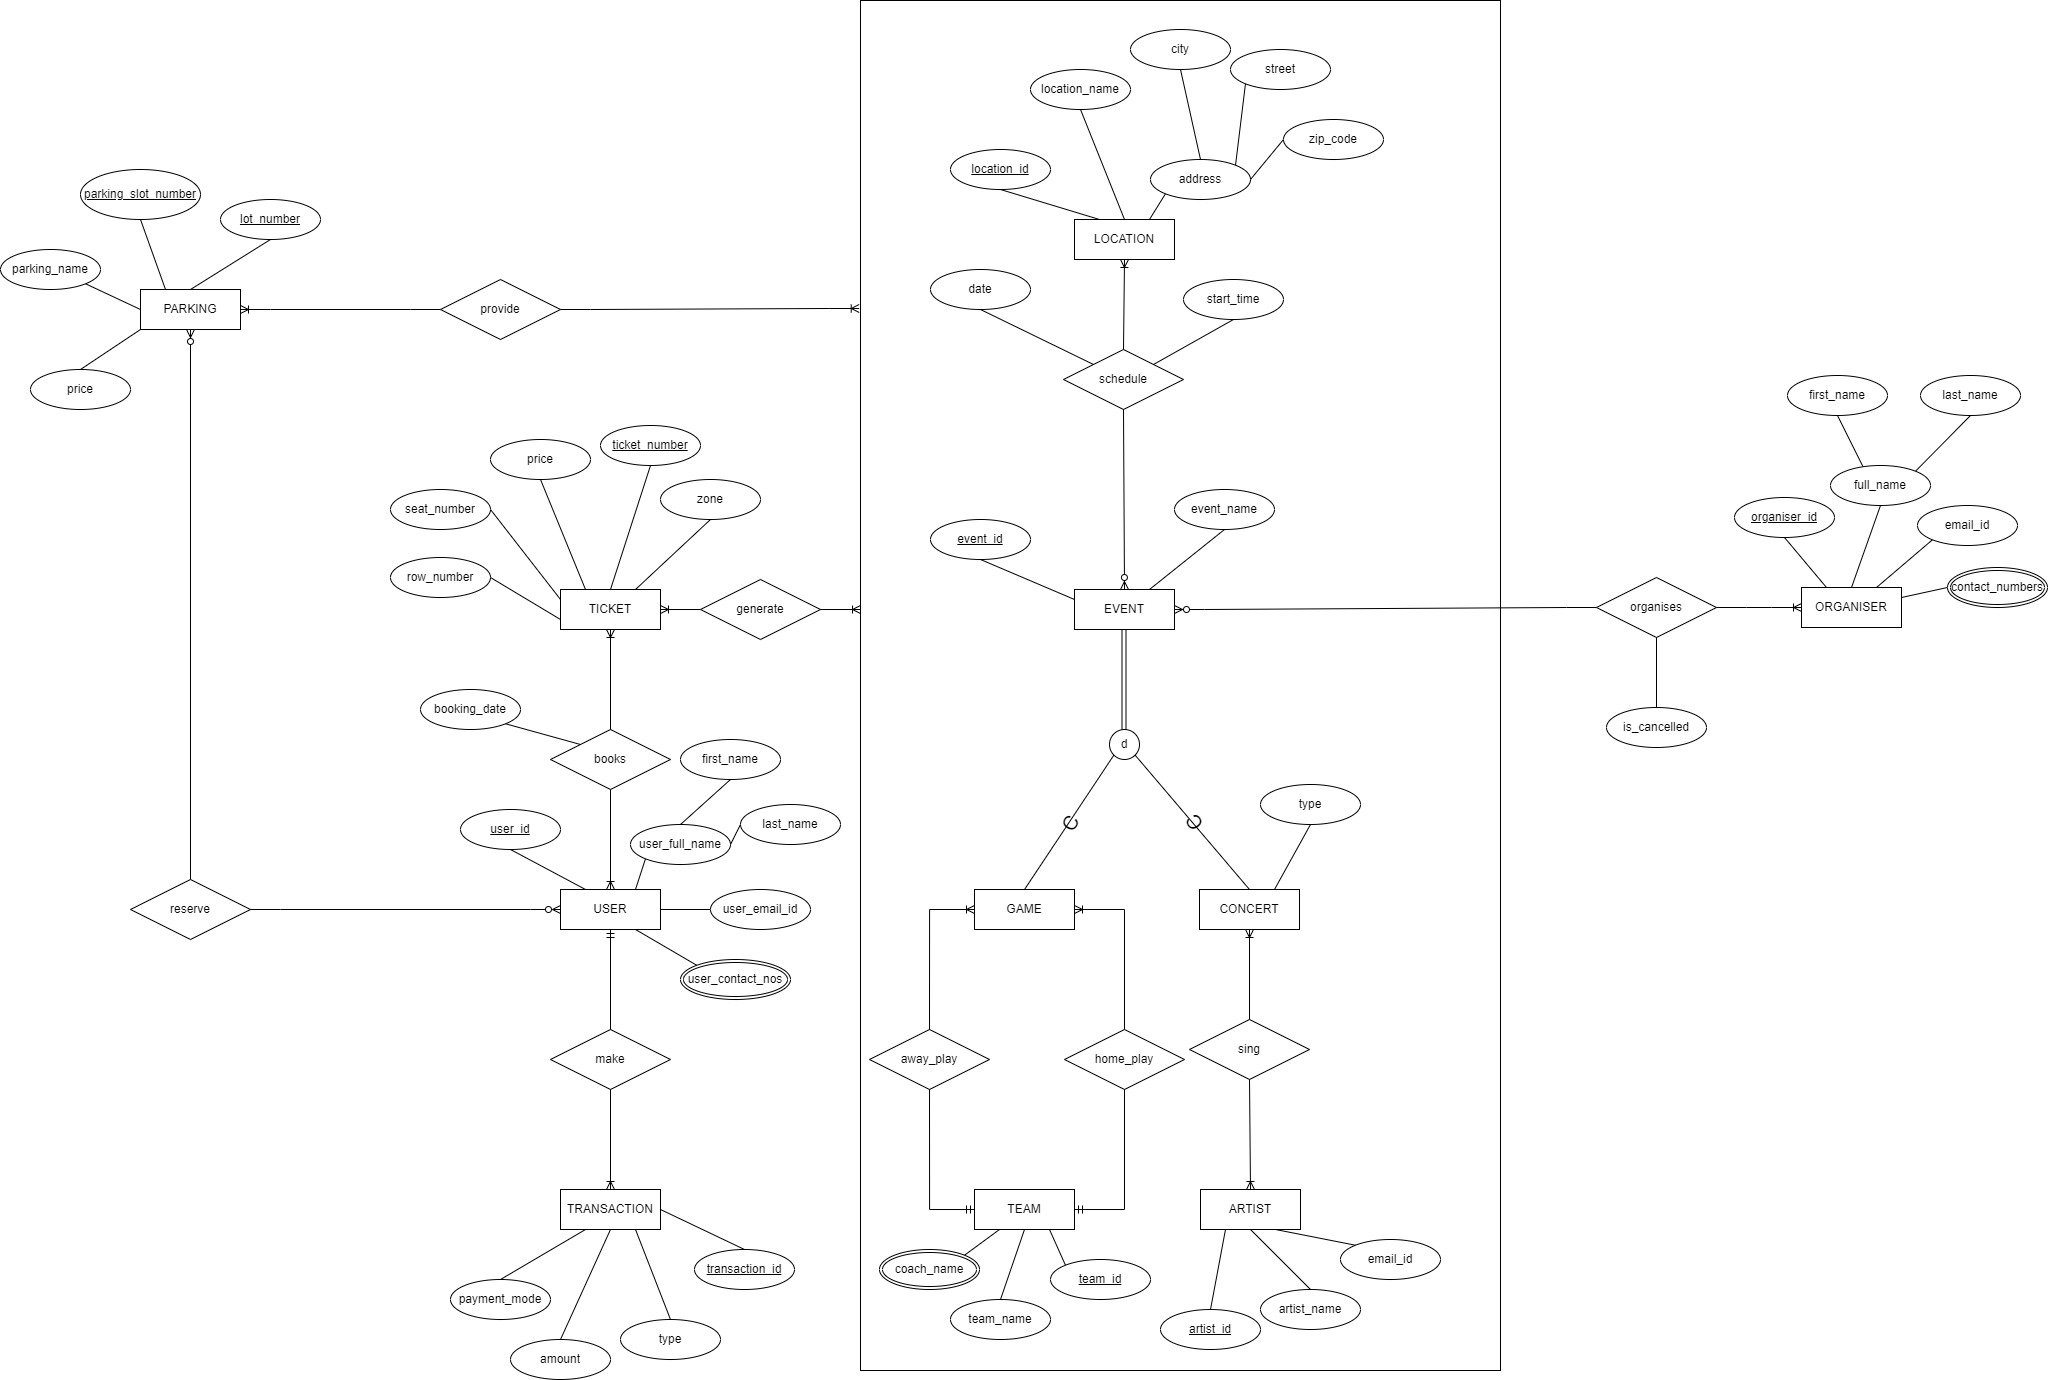 city
street
location_name
zip_code
location_id
address
parking_slot_number
lot_number
LOCATION
parking_name
date
start_time
PARKING
provide
price
schedule
first_name
last_name
ticket_number
price
zone
full_name
seat_number
event_name
organiser_id
email_id
event_id
row_number
contact_numbers
TICKET
generate
EVENT
organises
ORGANISER
booking_date
is_cancelled
d
books
first_name
type
last_name
user_id
user_full_name
reserve
USER
user_email_id
GAME
CONCERT
user_contact_nos
make
away_play
home_play
sing
TRANSACTION
TEAM
ARTIST
transaction_id
coach_name
team_id
email_id
payment_mode
team_name
artist_name
type
artist_id
amount